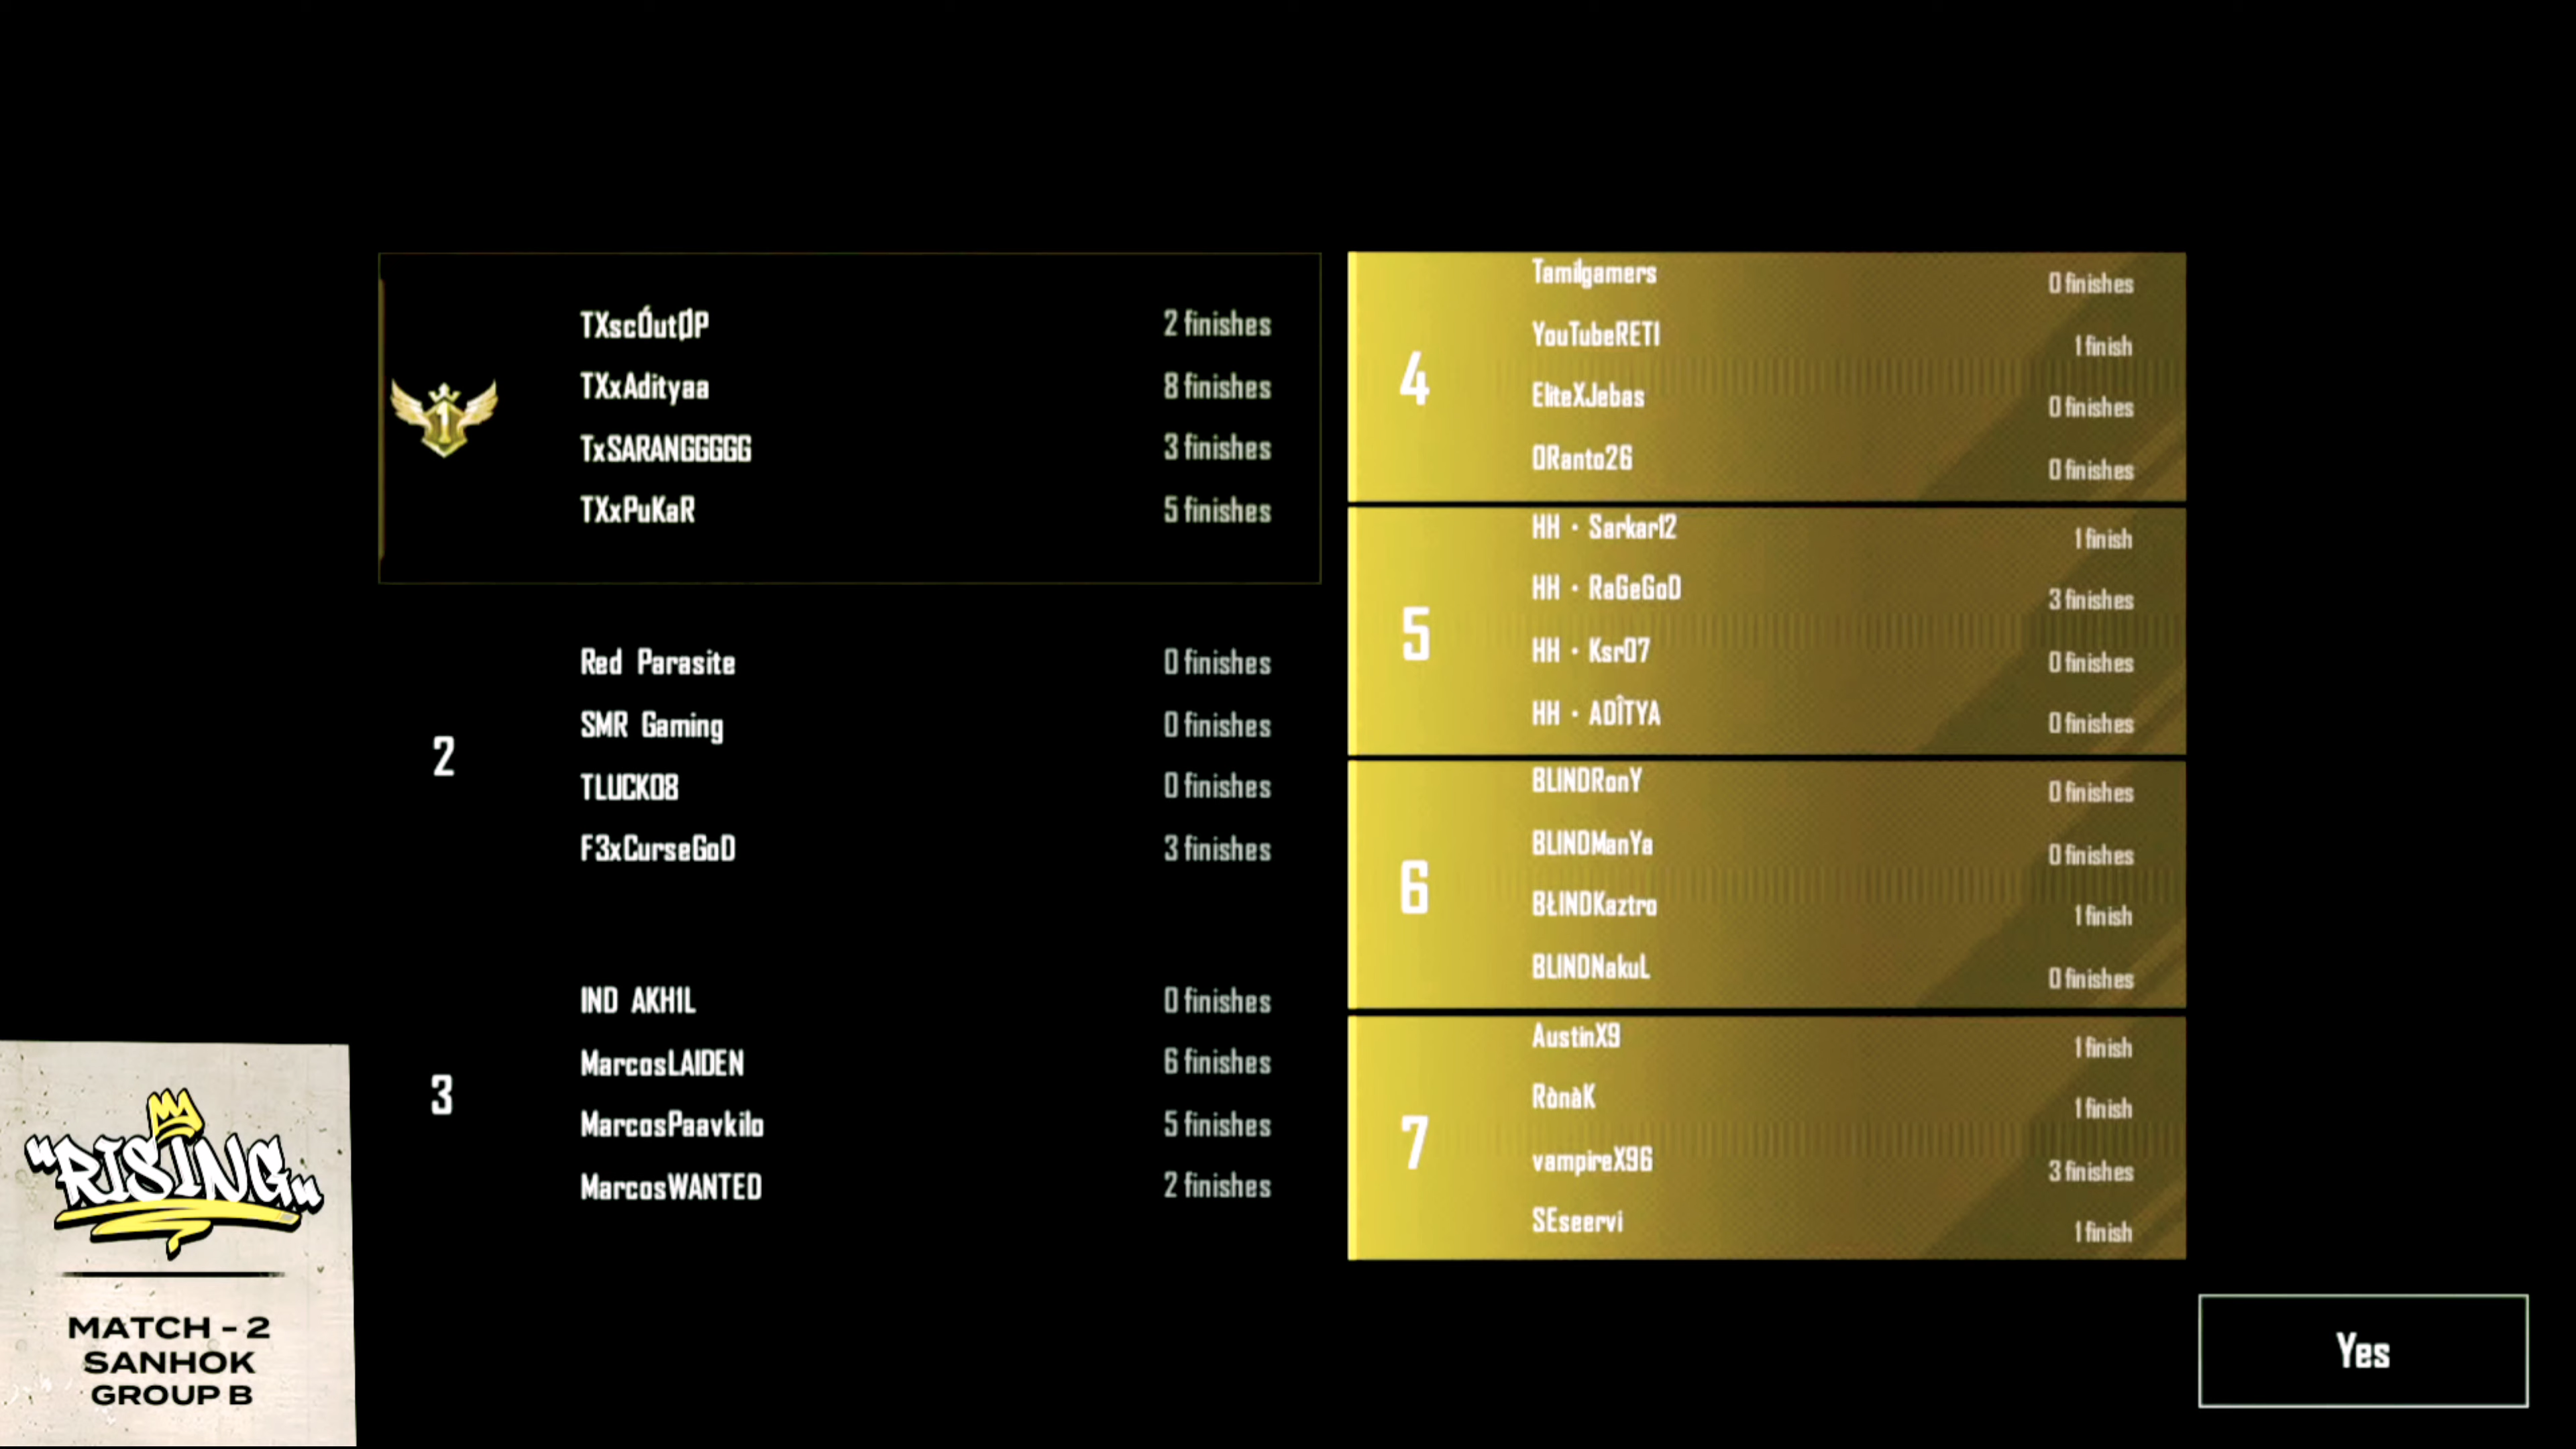 1
TXscÓutØP 2 finishes
TXxAdityaa 8 finishes
TxSARANGGGGG 3 finishes
TXxPuKaR 5 finishes
2
Red Parasite 0 finishes
SMR Gaming 0 finishes
TLUCK08 0 finishes
F3xCurseGoD 3 finishes
3
IND AKH1L 0 finishes
MarcosLAIDEN 6 finishes
MarcosPaavkilo 5 finishes
MarcosWANTED 2 finishes
4
Tamilgamers 0 finishes
YouTubeRET1 1 finish
EliteXJebas 0 finishes
ORanto26 0 finishes
5
HH · Sarkar12 1 finish
HH · RaGeGoD 3 finishes
HH · Ksr07 0 finishes
HH · ADÎTYA 0 finishes
6
BLINDRonY 0 finishes
BLINDManYa 0 finishes
BŁINDKaztro 1 finish
BLINDNakuL 0 finishes
7
AustinX9 1 finish
RònàK 1 finish
vampireX96 3 finishes
SEseervi 1 finish
"RISING"
MATCH - 2
SANHOK
GROUP B
Yes